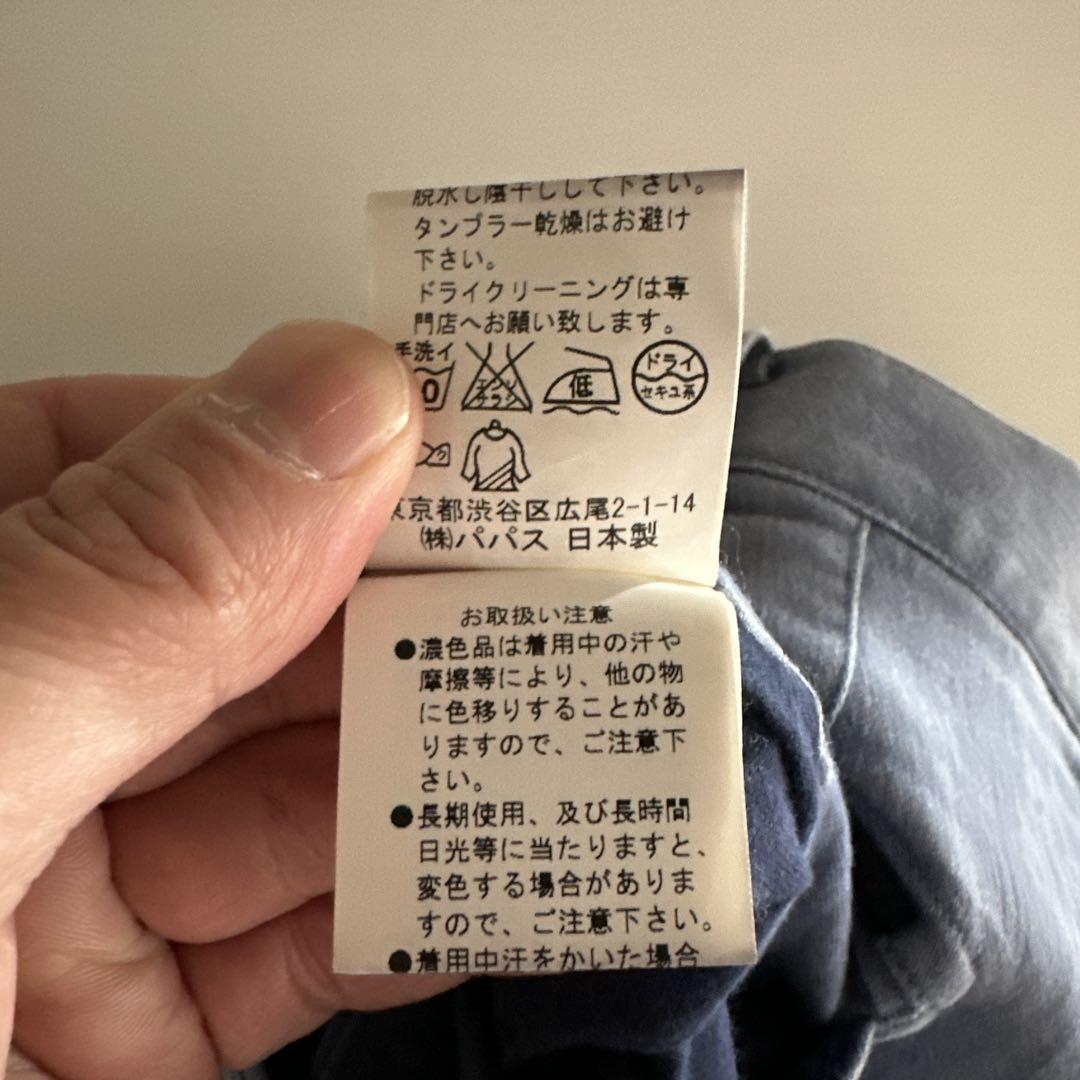 脱水し陰干しして下さい。
タンブラー乾燥はお避け
下さい。
ドライクリーニングは専
門店へお願い致します。
手洗イ
低
ドライ
セキユ系
東京都渋谷区広尾2-1-14
㈱パパス 日本製
お取扱い注意
●濃色品は着用中の汗や
摩擦等により、他の物
に色移りすることがあ
りますので、ご注意下
さい。
●長期使用、及び長時間
日光等に当たりますと、
変色する場合がありま
すので、ご注意下さい。
●着用中汗をかいた場合